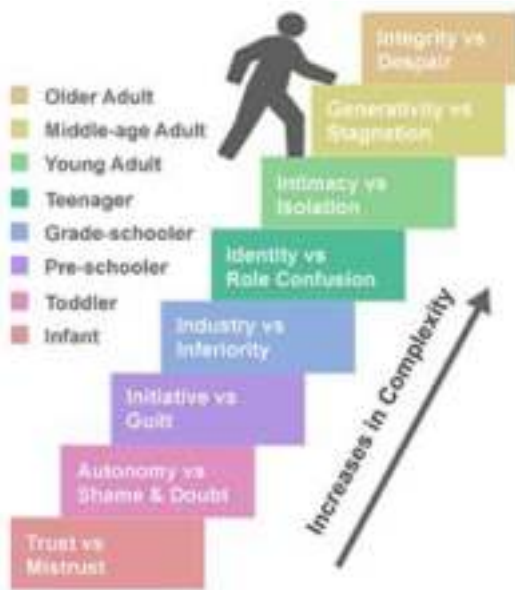 Integrity vs
Despair
Generativity vs
Stagnation
Intimacy vs
Isolation
Identity vs
Role Confusion
Industry vs
Inferiority
Initiative vs
Guilt
Autonomy vs
Shame & Doubt
Trust vs
Mistrust
Older Adult
Middle-age Adult
Young Adult
Teenager
Grade-schooler
Pre-schooler
Toddler
Infant
Increases in Complexity